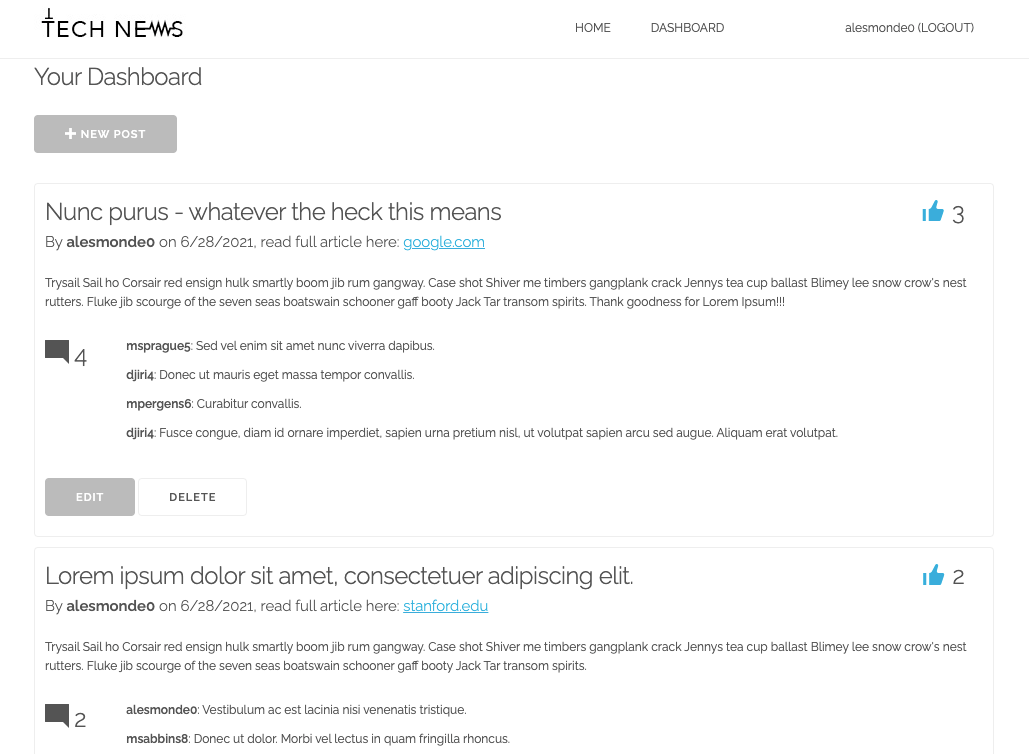 TECH NEWS
HOME DASHBOARD alesmonde0 (LOGOUT)
Your Dashboard
+ NEW POST
Nunc purus - whatever the heck this means 3
By alesmonde0 on 6/28/2021, read full article here: google.com
Trysail Sail ho Corsair red ensign hulk smartly boom jib rum gangway. Case shot Shiver me timbers gangplank crack Jennys tea cup ballast Blimey lee snow crow's nest
rutters. Fluke jib scourge of the seven seas boatswain schooner gaff booty Jack Tar transom spirits. Thank goodness for Lorem Ipsum!!!
4
msprague5: Sed vel enim sit amet nunc viverra dapibus.
djiri4: Donec ut mauris eget massa tempor convallis.
mpergens6: Curabitur convallis.
djiri4: Fusce congue, diam id ornare imperdiet, sapien urna pretium nisl, ut volutpat sapien arcu sed augue. Aliquam erat volutpat.
EDIT DELETE
Lorem ipsum dolor sit amet, consectetuer adipiscing elit. 2
By alesmonde0 on 6/28/2021, read full article here: stanford.edu
Trysail Sail ho Corsair red ensign hulk smartly boom jib rum gangway. Case shot Shiver me timbers gangplank crack Jennys tea cup ballast Blimey lee snow crow's nest
rutters. Fluke jib scourge of the seven seas boatswain schooner gaff booty Jack Tar transom spirits.
2
alesmonde0: Vestibulum ac est lacinia nisi venenatis tristique.
msabbins8: Donec ut dolor. Morbi vel lectus in quam fringilla rhoncus.